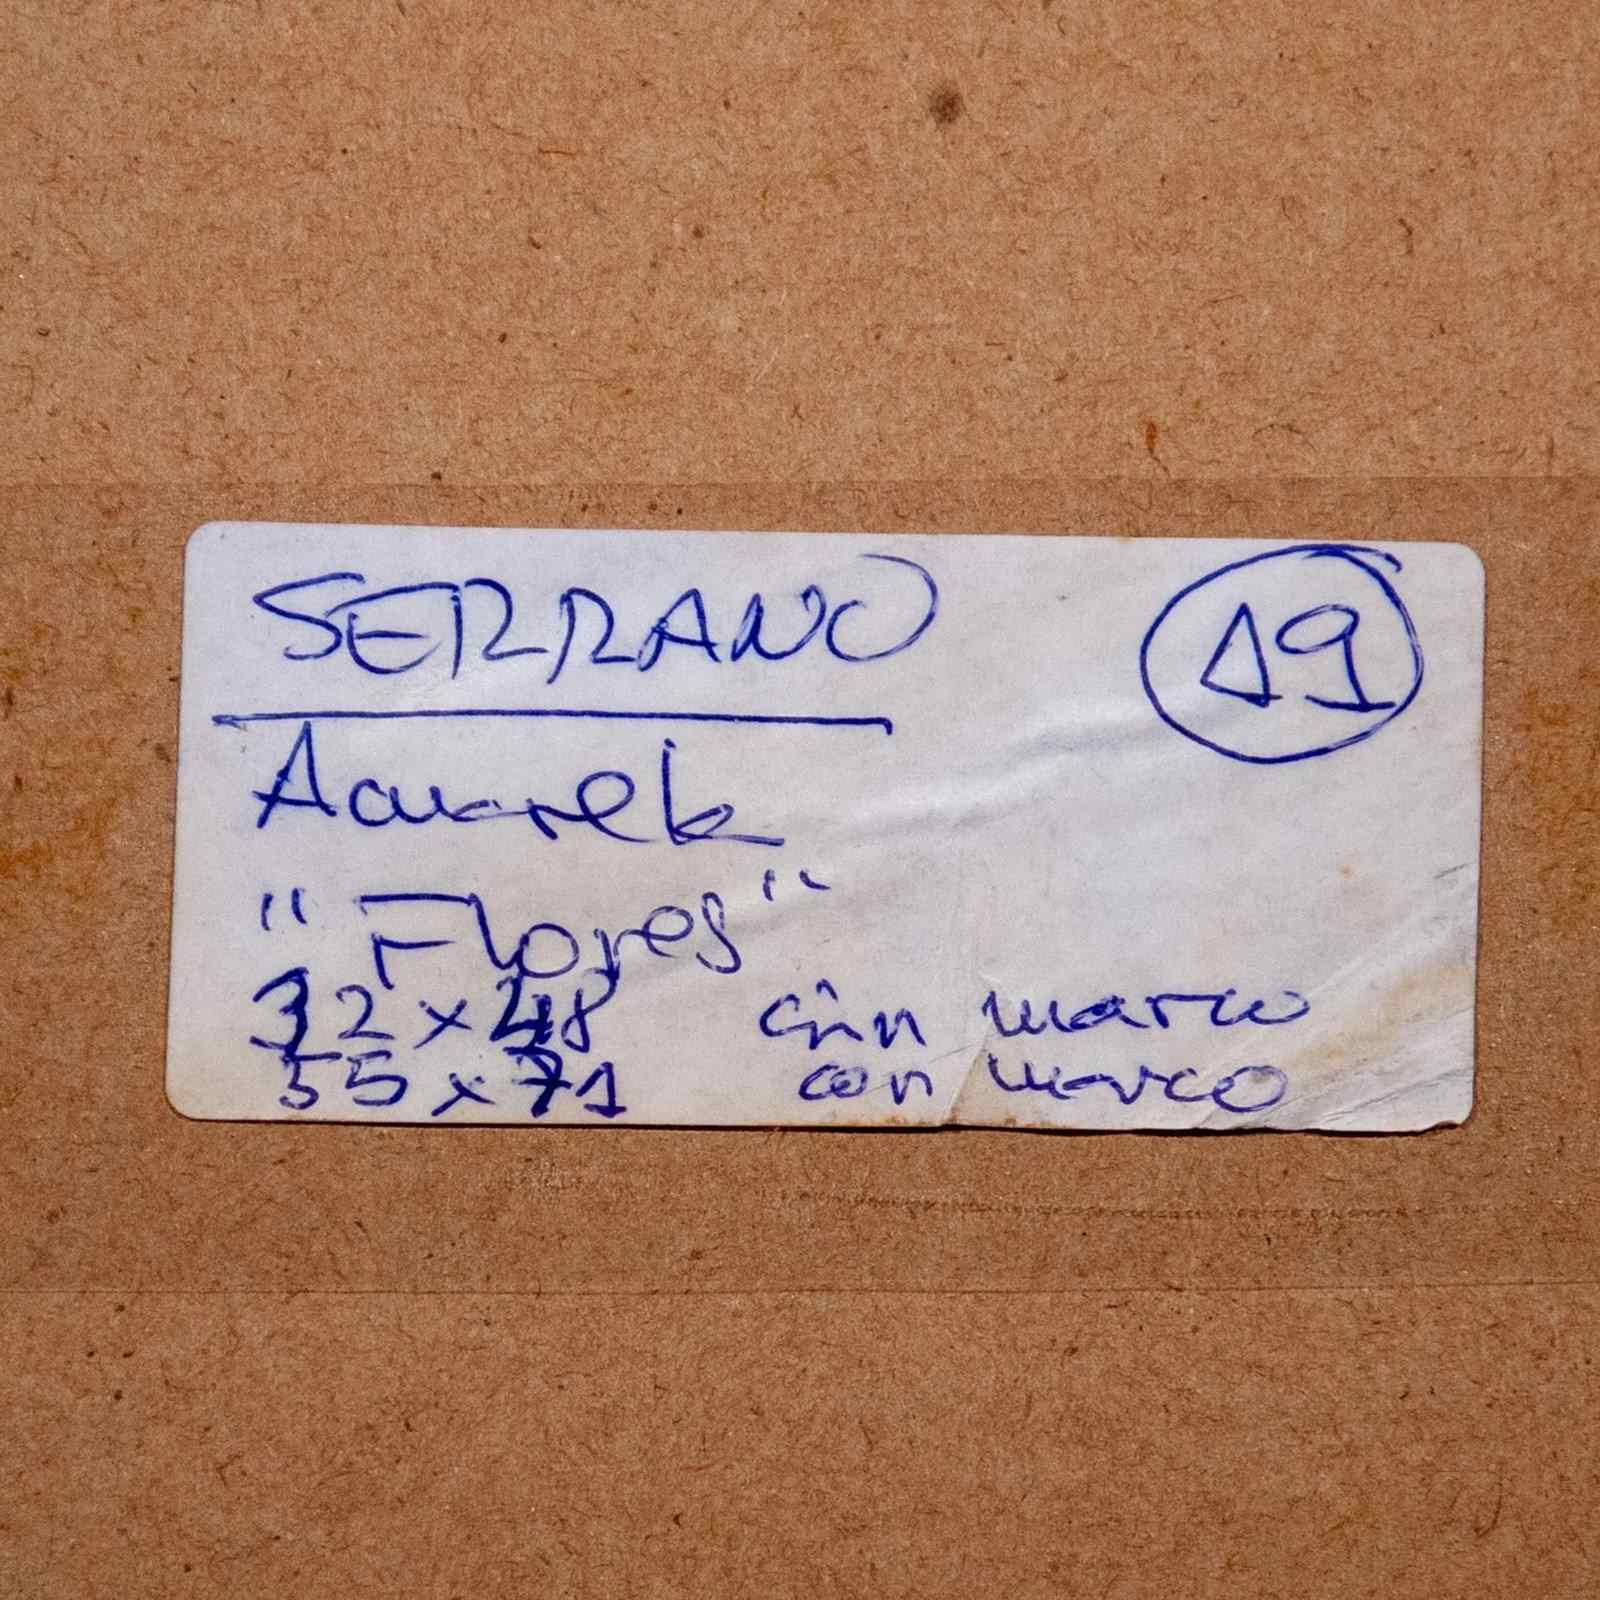 SERRANO
19
Acuarela
"Flores"
32 x 48 sin marco
55 x 71 con marco